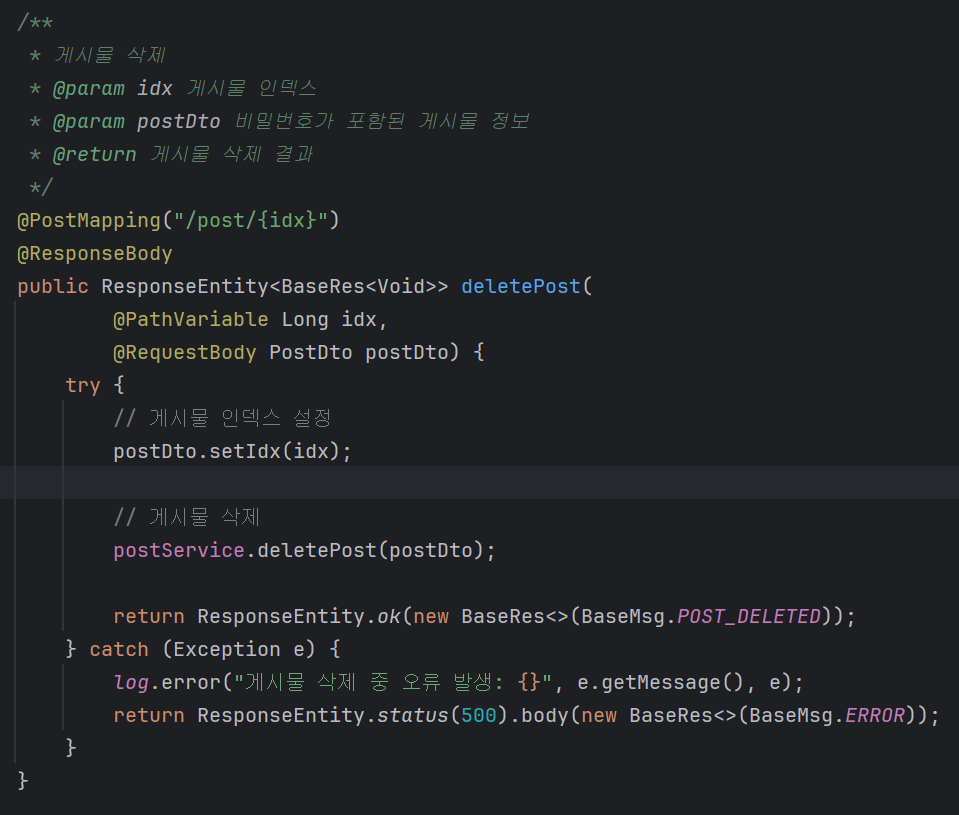 /**
 * 게시물 삭제
 * @param idx 게시물 인덱스
 * @param postDto 비밀번호가 포함된 게시물 정보
 * @return 게시물 삭제 결과
 */
@PostMapping("/post/{idx}")
@ResponseBody
public ResponseEntity<BaseRes<Void>> deletePost(
        @PathVariable Long idx,
        @RequestBody PostDto postDto) {
    try {
        // 게시물 인덱스 설정
        postDto.setIdx(idx);
        // 게시물 삭제
        postService.deletePost(postDto);
        return ResponseEntity.ok(new BaseRes<>(BaseMsg.POST_DELETED));
    } catch (Exception e) {
        log.error("게시물 삭제 중 오류 발생: {}", e.getMessage(), e);
        return ResponseEntity.status(500).body(new BaseRes<>(BaseMsg.ERROR));
    }
}